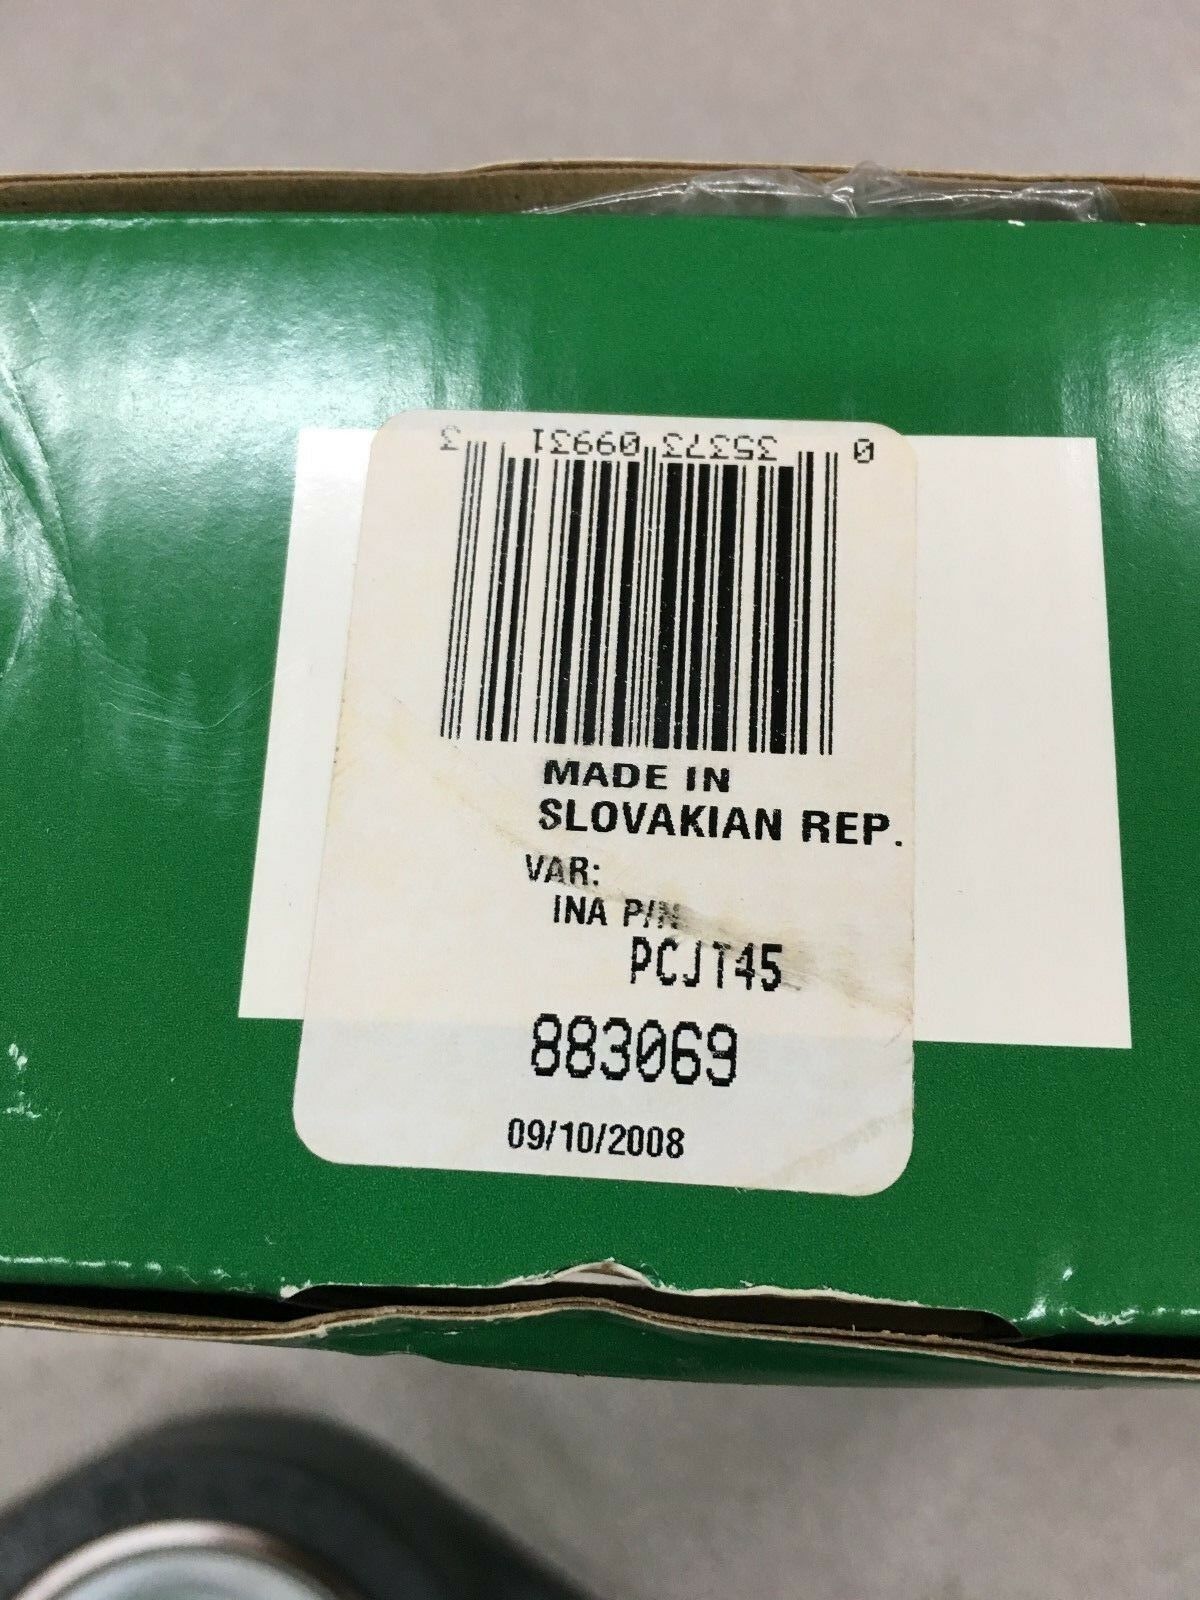 0 35373 09931 3
MADE IN
SLOVAKIAN REP.
VAR:
INA P/N
PCJT45
883069
09/10/2008